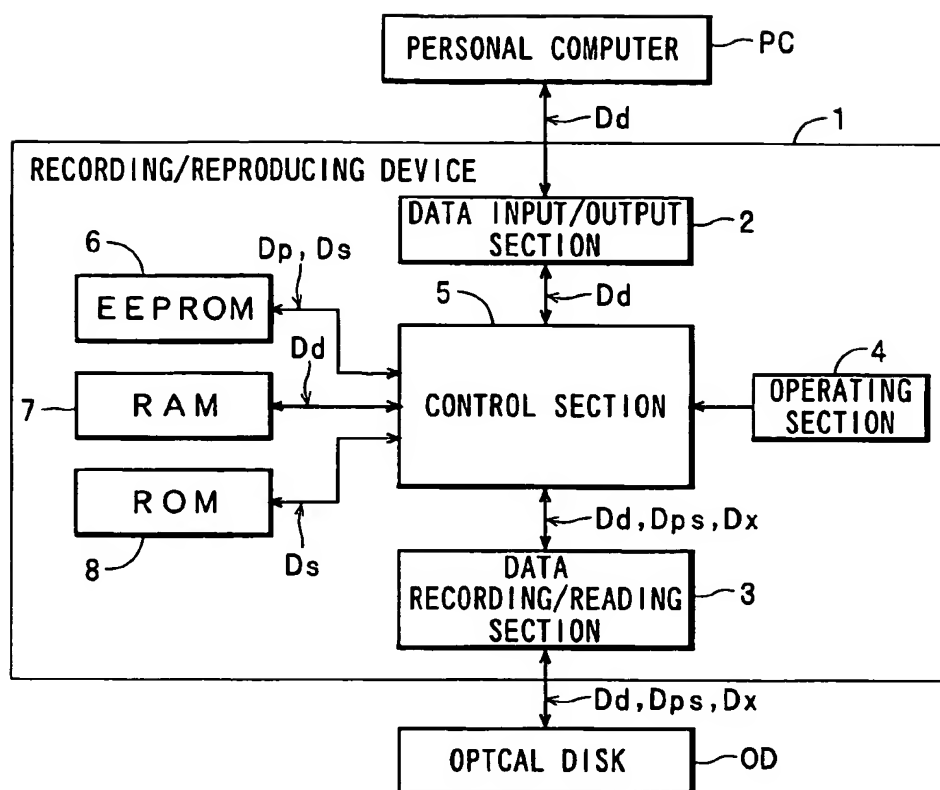 PERSONAL COMPUTER
PC
Dd
1
RECORDING/REPRODUCING DEVICE
DATA INPUT/OUTPUT
SECTION
2
6
Dp, Ds
EEPROM
5
Dd
4
Dd
7
RAM
CONTROL SECTION
OPERATING
SECTION
ROM
8
Ds
Dd,Dps,Dx
DATA
RECORDING/READING
SECTION
3
Dd,Dps,Dx
OPTCAL DISK
OD